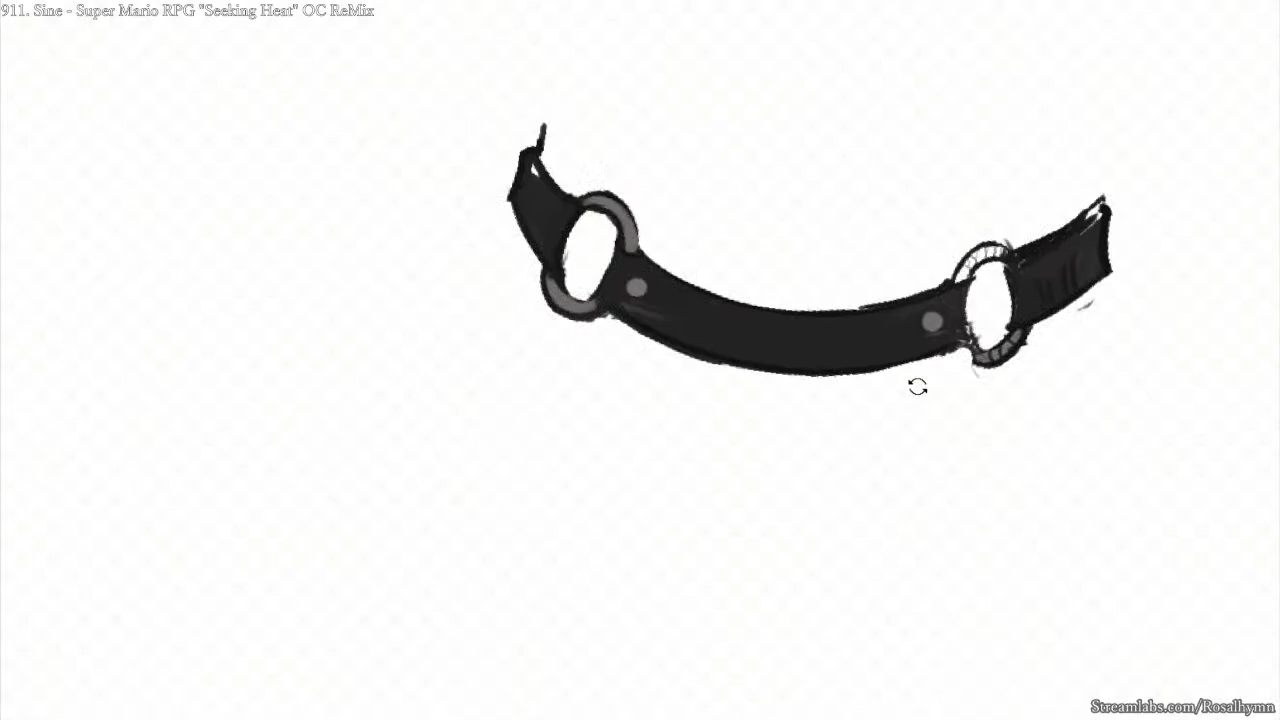 911. Sine - Super Mario RPG "Seeking Heat" OC ReMix
Streamlabs.com/Rosalhymn